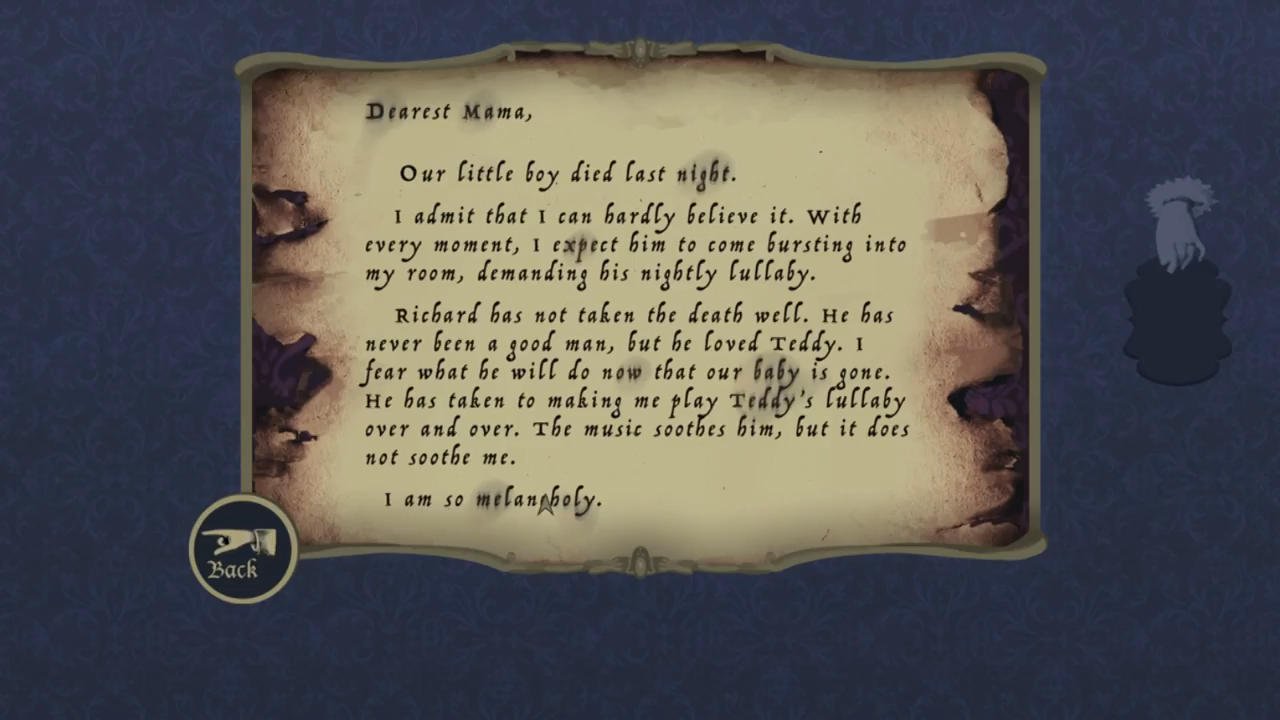 Dearest Mama,
Our little boy died last night.
I admit that I can hardly believe it. With
every moment, I expect him to come bursting into
my room, demanding his nightly lullaby.
Richard has not taken the death well. He has
never been a good man, but he loved Teddy. I
fear what he will do now that our baby is gone.
He has taken to making me play Teddy's lullaby
over and over. The music soothes him, but it does
not soothe me.
I am so melancholy.
Back